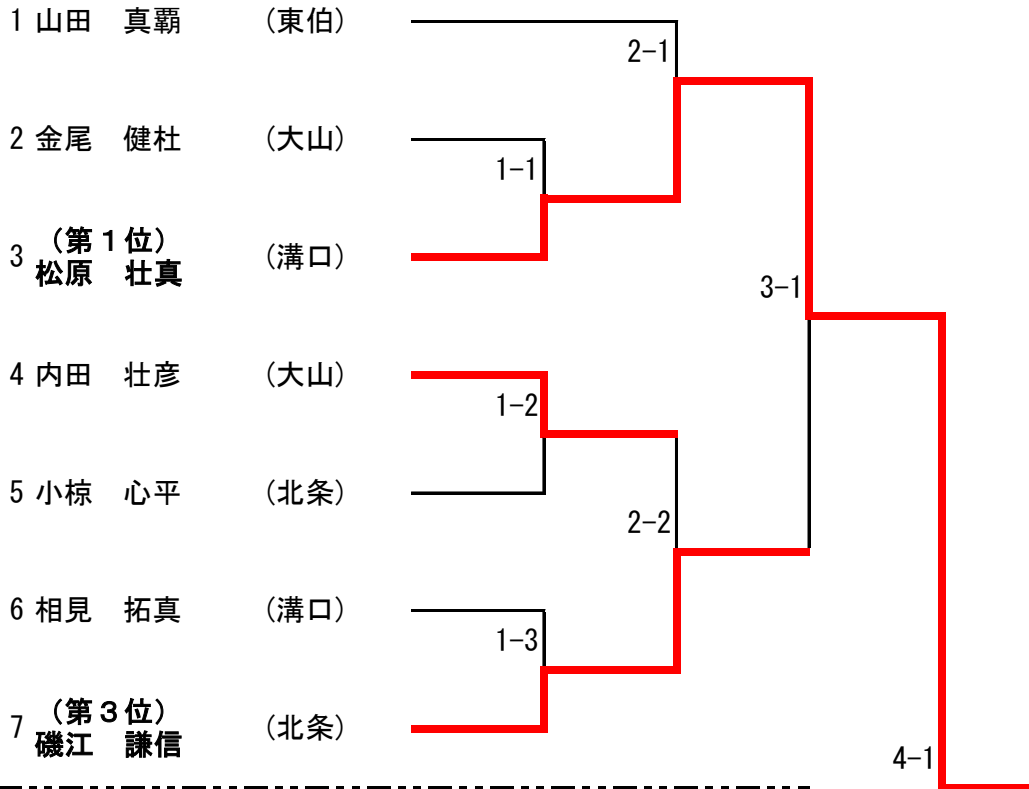 1 山田　真覇 (東伯)
2-1
2 金尾　健杜 (大山)
1-1
(第１位)
3 松原　壮真 (溝口)
3-1
4 内田　壮彦 (大山)
1-2
5 小椋　心平 (北条)
2-2
6 相見　拓真 (溝口)
1-3
(第３位)
7 磯江　謙信 (北条)
4-1